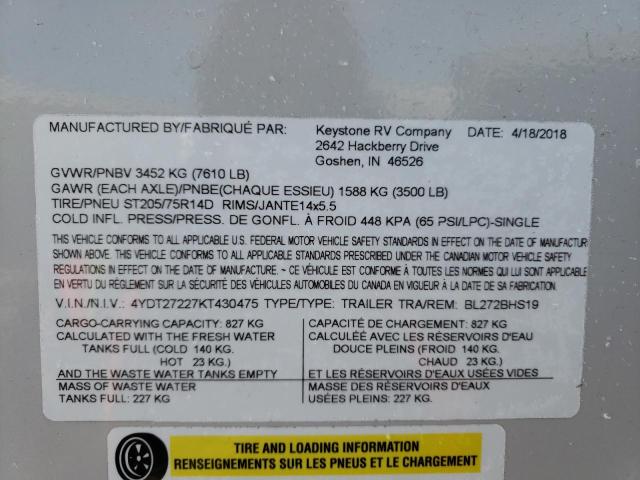 MANUFACTURED BY/FABRIQUÉ PAR: Keystone RV Company DATE: 4/18/2018
2642 Hackberry Drive
Goshen, IN 46526
GVWR/PNBV 3452 KG (7610 LB)
GAWR (EACH AXLE)/PNBE(CHAQUE ESSIEU) 1588 KG (3500 LB)
TIRE/PNEU ST205/75R14D RIMS/JANTE14x5.5
COLD INFL. PRESS/PRESS. DE GONFL. À FROID 448 KPA (65 PSI/LPC)-SINGLE
THIS VEHICLE CONFORMS TO ALL APPLICABLE U.S. FEDERAL MOTOR VEHICLE SAFETY STANDARDS IN EFFECT ON THE DATE OF MANUFACTUR
SHOWN ABOVE. THIS VEHICLE CONFORMS TO ALL APPLICABLE STANDARDS PRESCRIBED UNDER THE CANADIAN MOTOR VEHICLE SAFETY
REGULATIONS IN EFFECT ON THE DATE OF MANUFACTURE. ~ CE VÉHICULE EST CONFORME À TOUTES LES NORMES QUI LUI SONT APPLICABLE
EN VERTU DU RÈGLEMENT SUR LA SÉCURITÉ DES VÉHICULES AUTOMOBILES DU CANADA EN VIGUEUR À LA DATE DE SA FABRICATION
V.I.N./N.I.V.: 4YDT27227KT430475 TYPE/TYPE: TRAILER TRA/REM: BL272BHS19
CARGO-CARRYING CAPACITY: 827 KG
CALCULATED WITH THE FRESH WATER
TANKS FULL (COLD 140 KG.
HOT 23 KG.)
AND THE WASTE WATER TANKS EMPTY
MASS OF WASTE WATER
TANKS FULL: 227 KG
CAPACITÉ DE CHARGEMENT: 827 KG
CALCULÉE AVEC LES RÉSERVOIRS D'EAU
DOUCE PLEINS (FROID 140 KG.
CHAUD 23 KG.)
ET LES RÉSERVOIRS D'EAUX USÉES VIDES
MASSE DES RÉSERVOIRS D'EAUX
USÉES PLEINS: 227 KG.
TIRE AND LOADING INFORMATION
RENSEIGNEMENTS SUR LES PNEUS ET LE CHARGEMENT